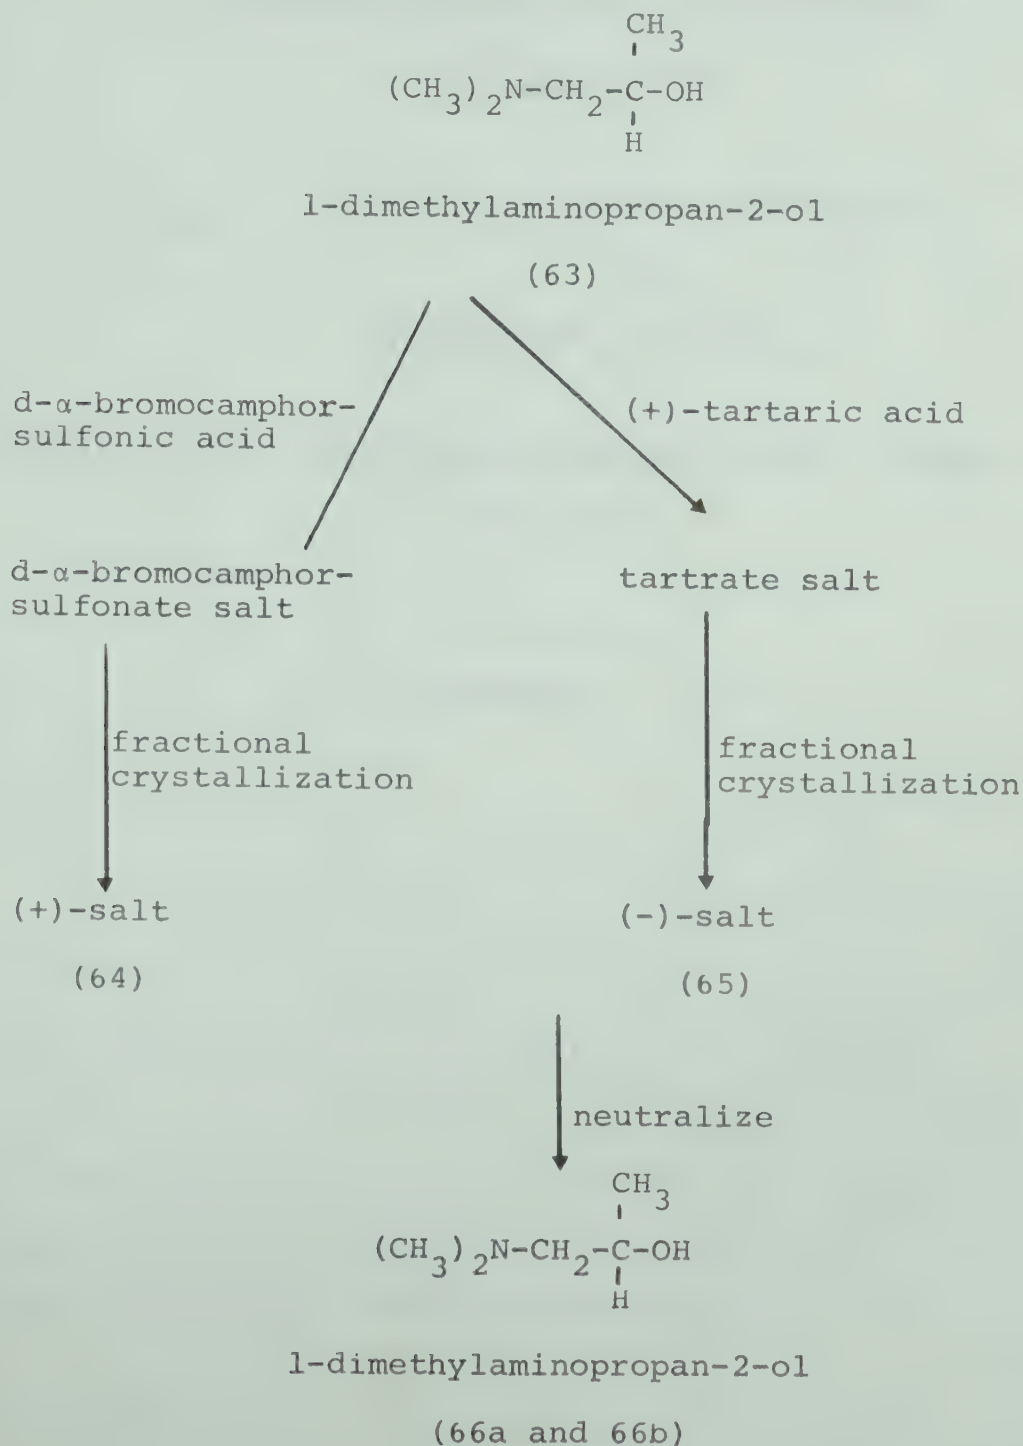 CH3
(CH3)2N-CH2-C-OH
H
1-dimethylaminopropan-2-ol
(63)
d-α-bromocamphor-
sulfonic acid
(+)-tartaric acid
d-α-bromocamphor-
sulfonate salt
tartrate salt
fractional
crystallization
fractional
crystallization
(+)-salt
(64)
(-)-salt
(65)
neutralize
CH3
(CH3)2N-CH2-C-OH
H
1-dimethylaminopropan-2-ol
(66a and 66b)